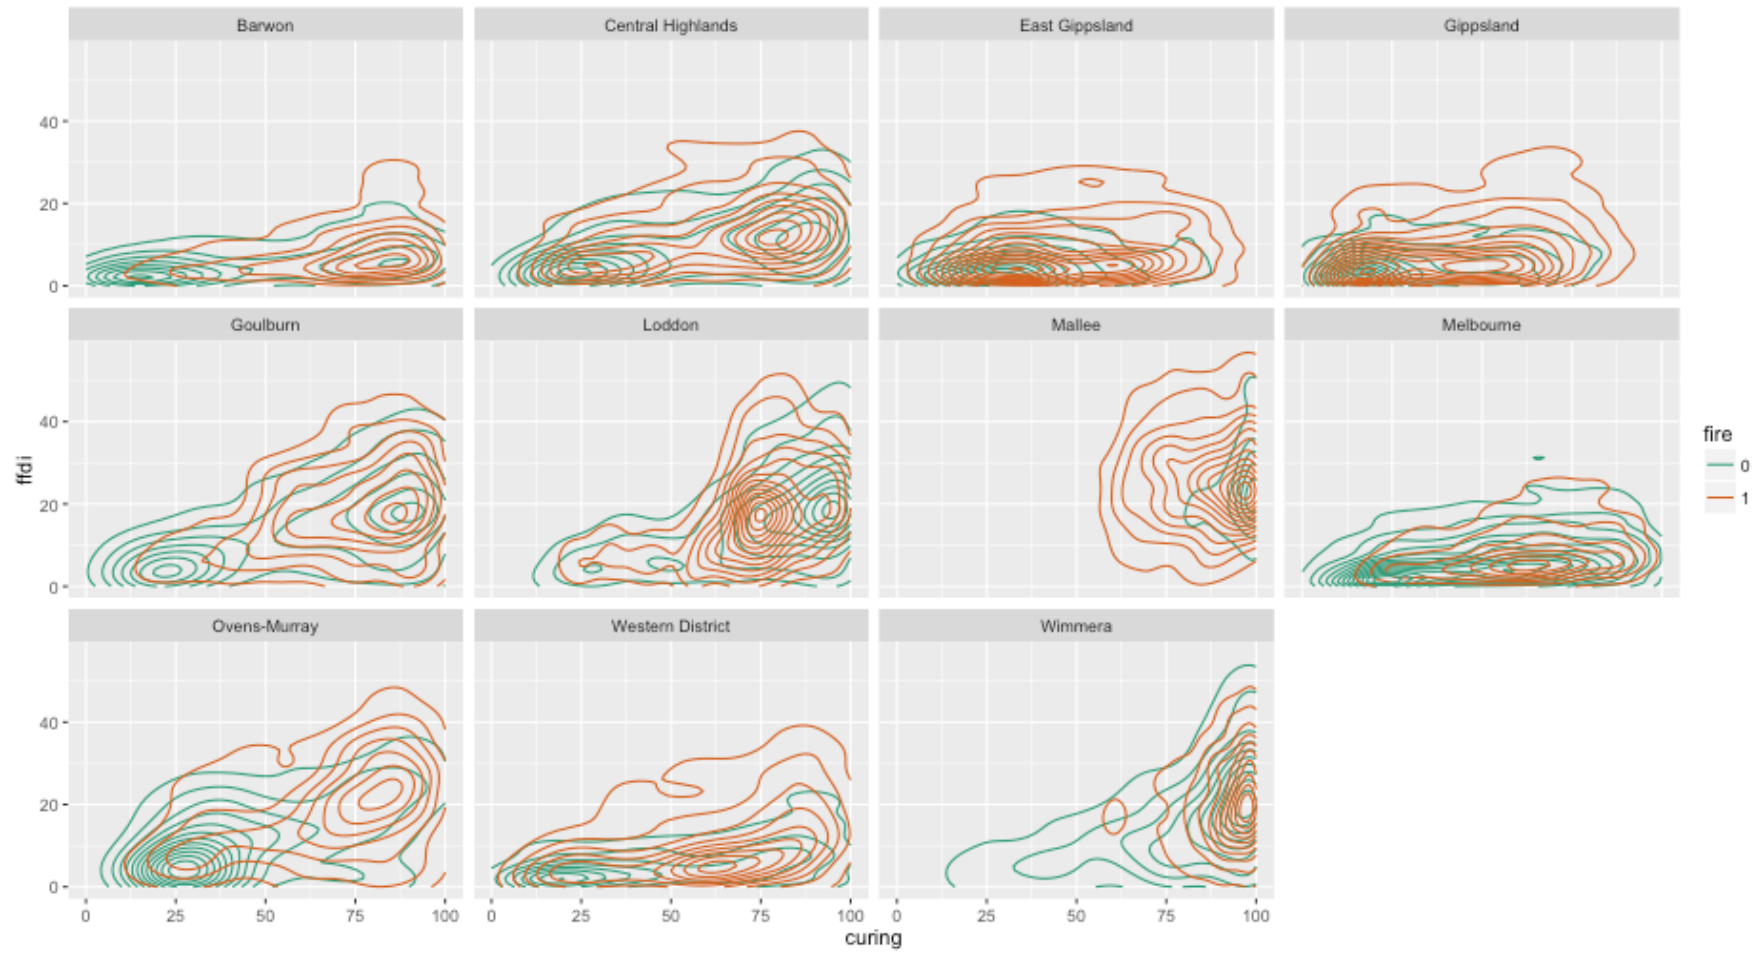 Barwon
Central Highlands
East Gippsland
Gippsland
40
20
0
Goulburn
Loddon
Mallee
Melbourne
40
20
0
ffdi
fire
0
1
Ovens-Murray
Western District
Wimmera
40
20
0
0 25 50 75 100
0 25 50 75 100
0 25 50 75 100
curing